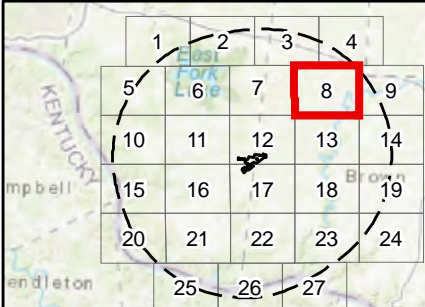 1 2 3 4
East
Fork
Lake
5 6 7 8 9
KENTUCKY
10 11 12 13 14
mpbell
Brown
15 16 17 18 19
20 21 22 23 24
endleton
25 26 27